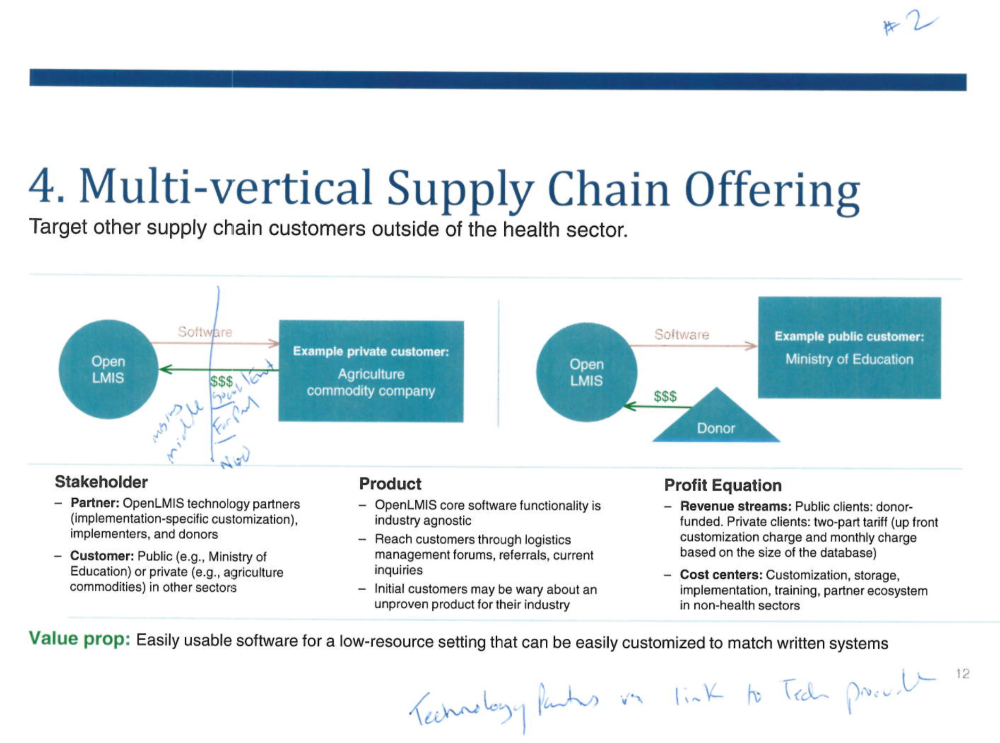 # 2
4. Multi-vertical Supply Chain Offering
Target other supply chain customers outside of the health sector.
Software
Open
LMIS
$$$
Example private customer:
Agriculture
commodity company
missing
middle
For
NGO
Software
Open
LMIS
$$$
Donor
Example public customer:
Ministry of Education
Stakeholder
– Partner: OpenLMIS technology partners
(implementation-specific customization),
implementers, and donors
– Customer: Public (e.g., Ministry of
Education) or private (e.g., agriculture
commodities) in other sectors
Product
– OpenLMIS core software functionality is
industry agnostic
– Reach customers through logistics
management forums, referrals, current
inquiries
– Initial customers may be wary about an
unproven product for their industry
Profit Equation
– Revenue streams: Public clients: donor-
funded. Private clients: two-part tariff (up front
customization charge and monthly charge
based on the size of the database)
– Cost centers: Customization, storage,
implementation, training, partner ecosystem
in non-health sectors
Value prop: Easily usable software for a low-resource setting that can be easily customized to match written systems
12
Technology Partners link to Tech provider